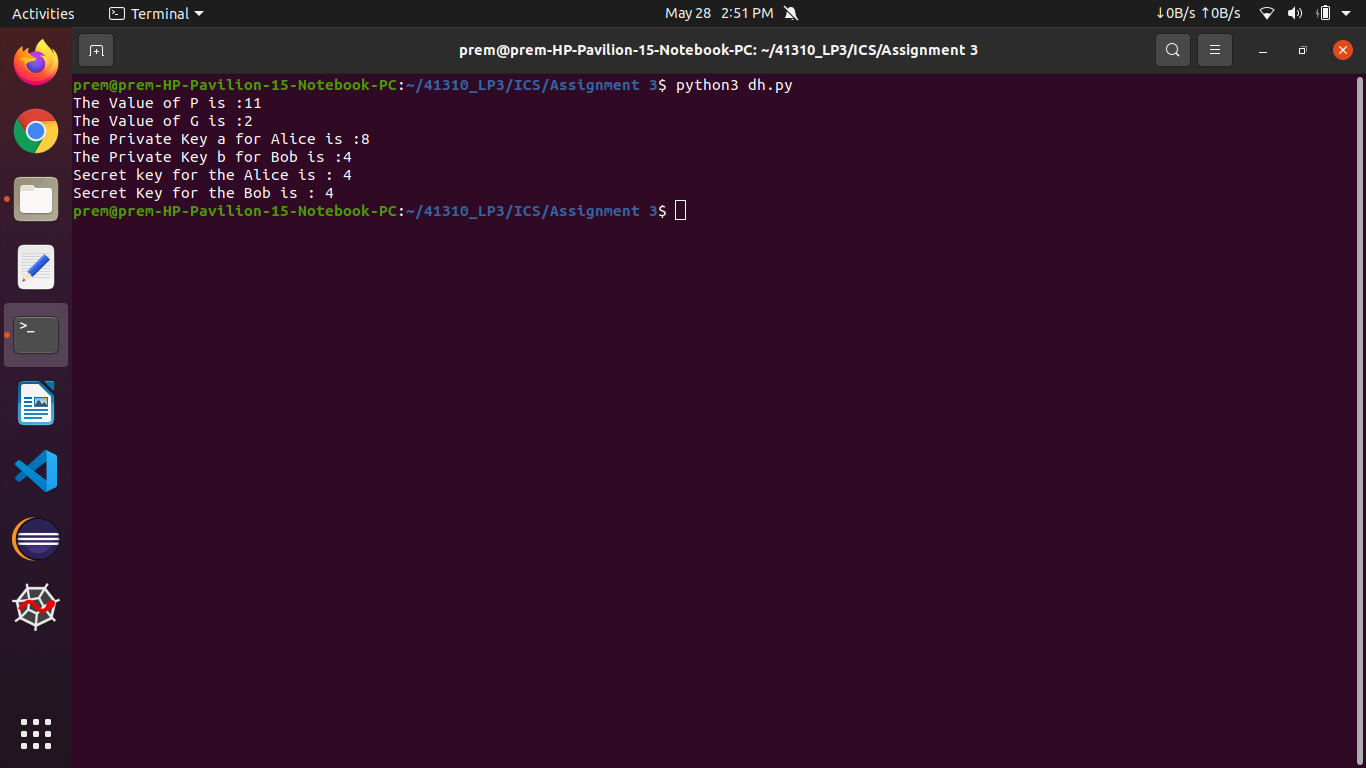 Activities
Terminal
May 28 2:51 PM
↓0B/s ↑0B/s
prem@prem-HP-Pavilion-15-Notebook-PC: ~/41310_LP3/ICS/Assignment 3
prem@prem-HP-Pavilion-15-Notebook-PC:~/41310_LP3/ICS/Assignment 3$ python3 dh.py
The Value of P is :11
The Value of G is :2
The Private Key a for Alice is :8
The Private Key b for Bob is :4
Secret key for the Alice is : 4
Secret Key for the Bob is : 4
prem@prem-HP-Pavilion-15-Notebook-PC:~/41310_LP3/ICS/Assignment 3$
>_